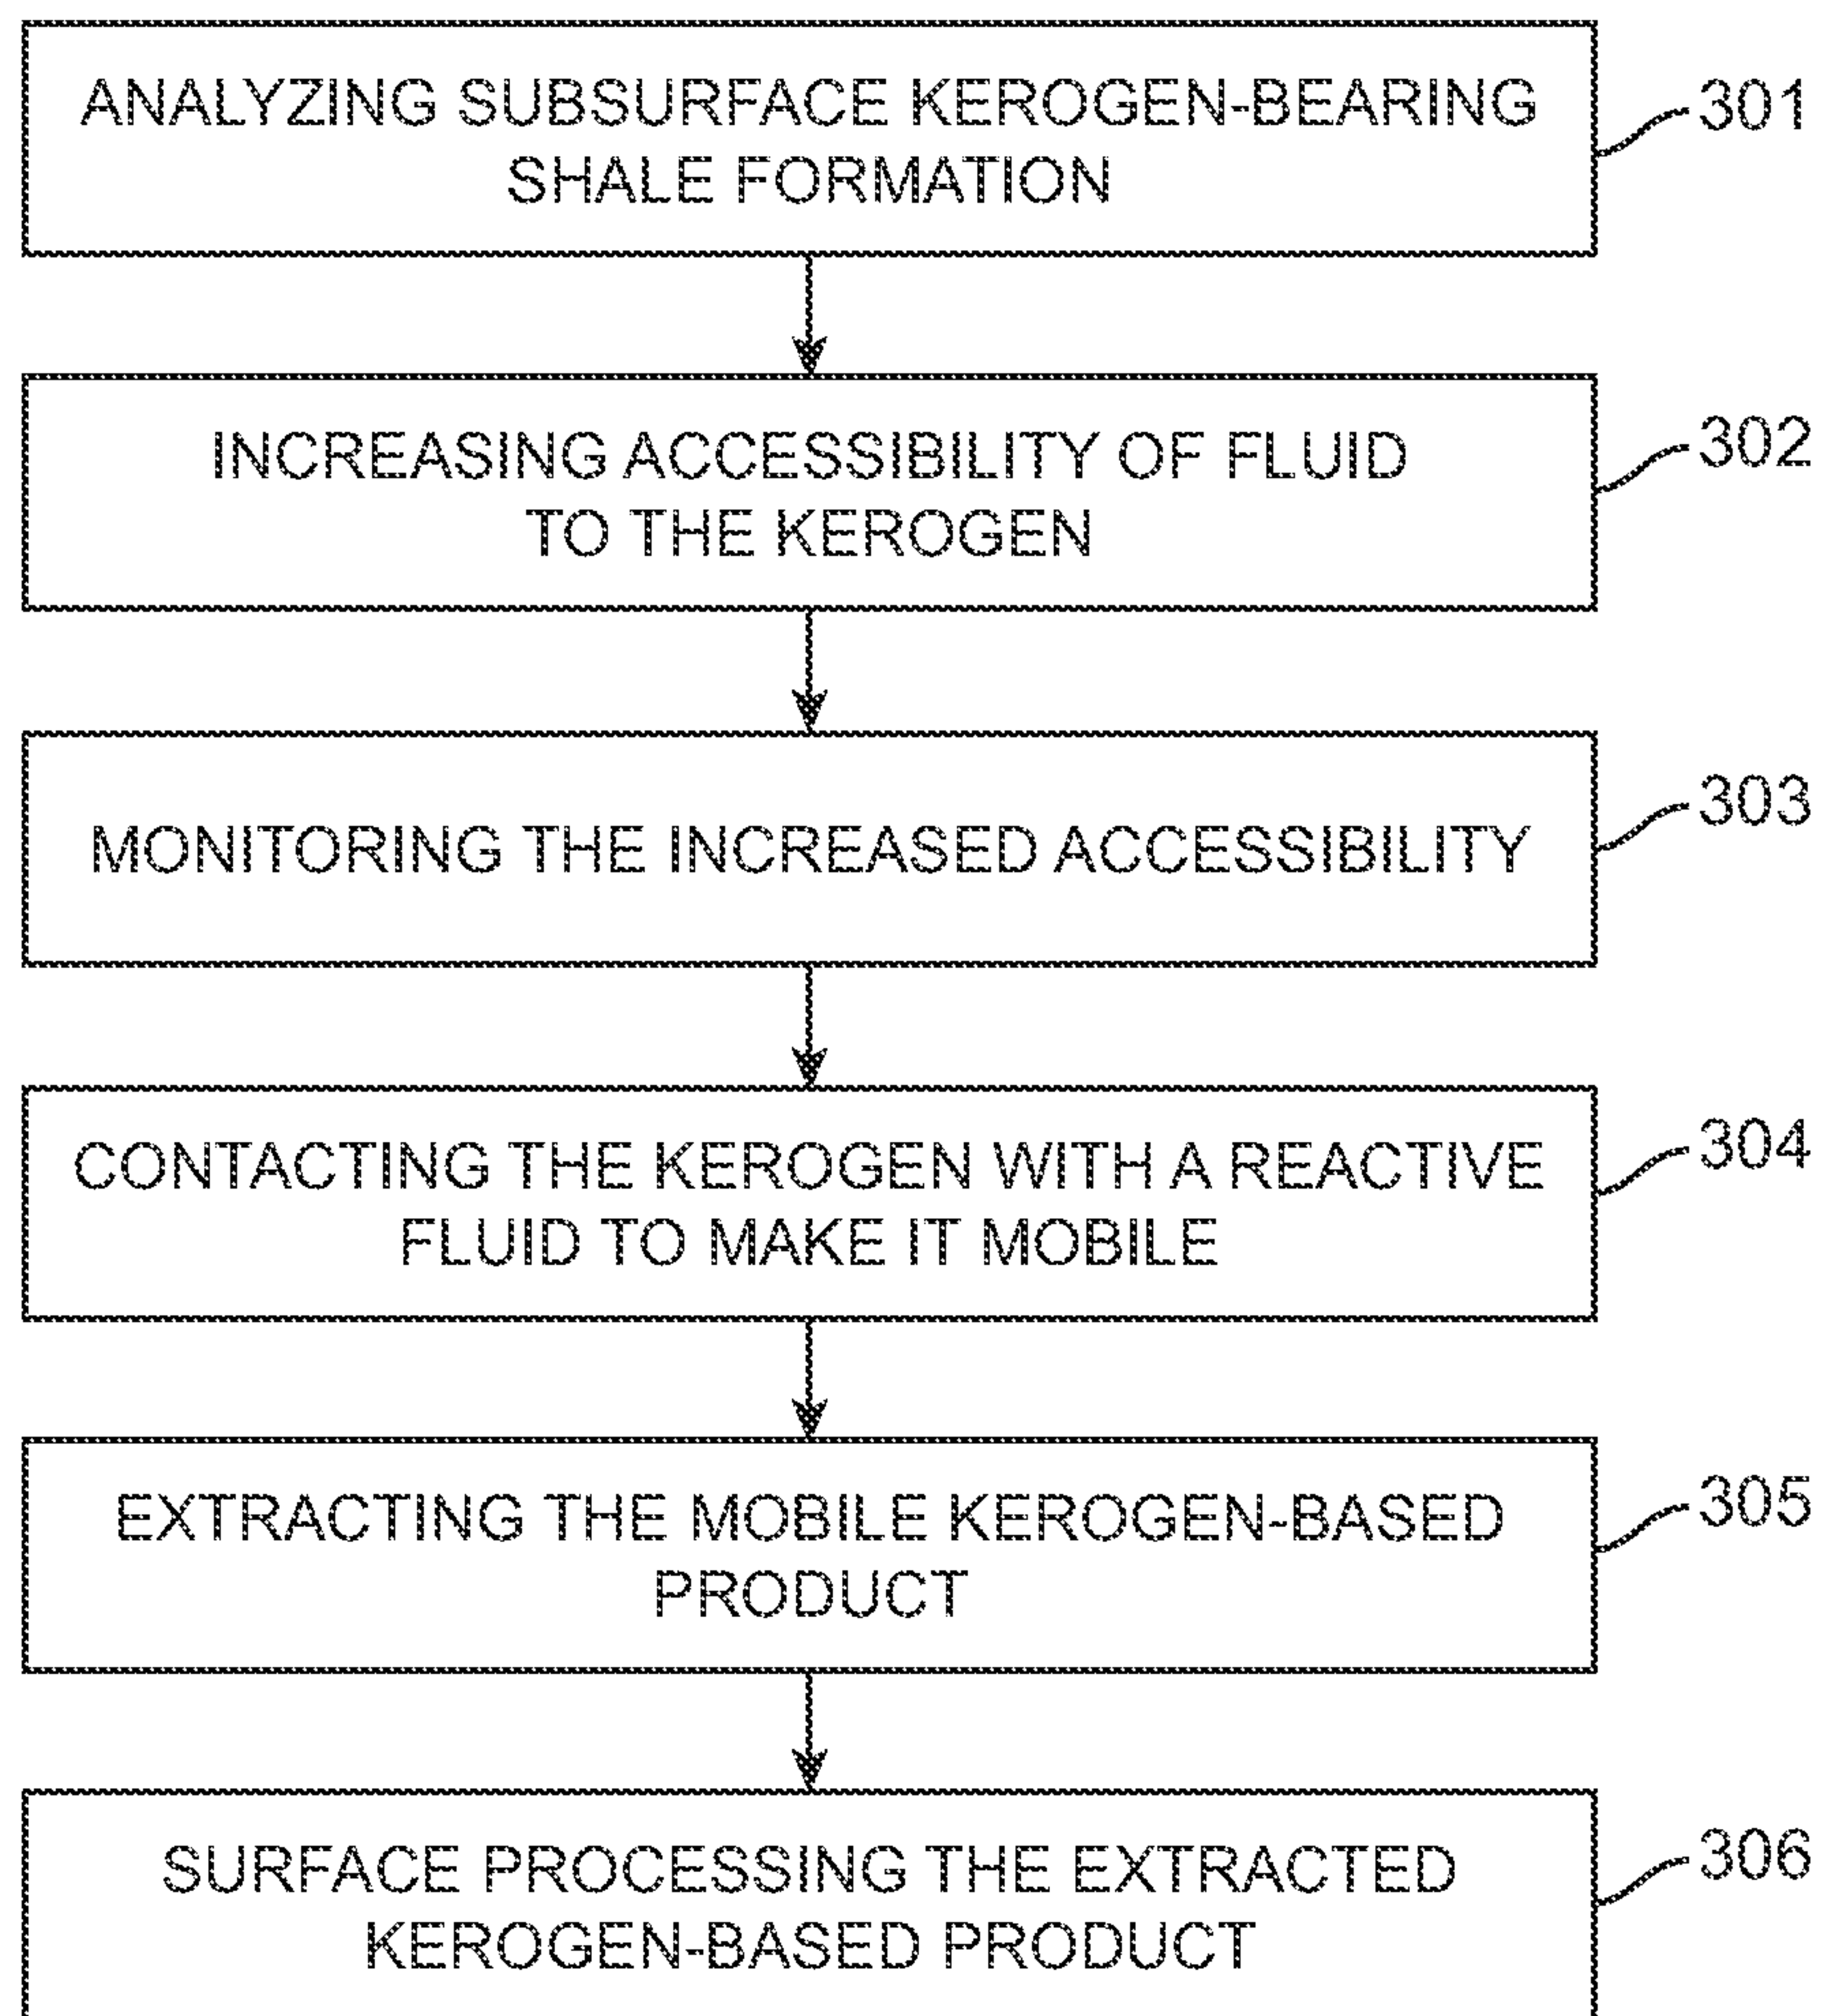 ANALYZING SUBSURFACE KEROGEN-BEARING
SHALE FORMATION
301
INCREASING ACCESSIBILITY OF FLUID
TO THE KEROGEN
302
MONITORING THE INCREASED ACCESSIBILITY
303
CONTACTING THE KEROGEN WITH A REACTIVE
FLUID TO MAKE IT MOBILE
304
EXTRACTING THE MOBILE KEROGEN-BASED
PRODUCT
305
SURFACE PROCESSING THE EXTRACTED
KEROGEN-BASED PRODUCT
306